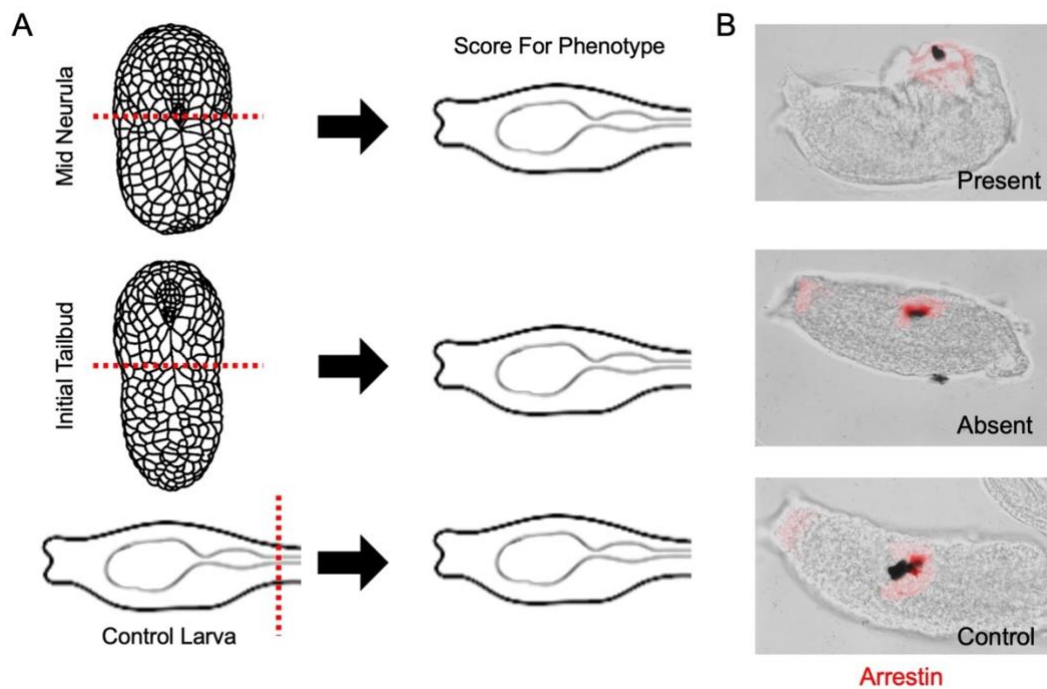 A
B
Score For Phenotype
Mid Neurula
Present
Initial Tailbud
Absent
Control Larva
Control
Arrestin